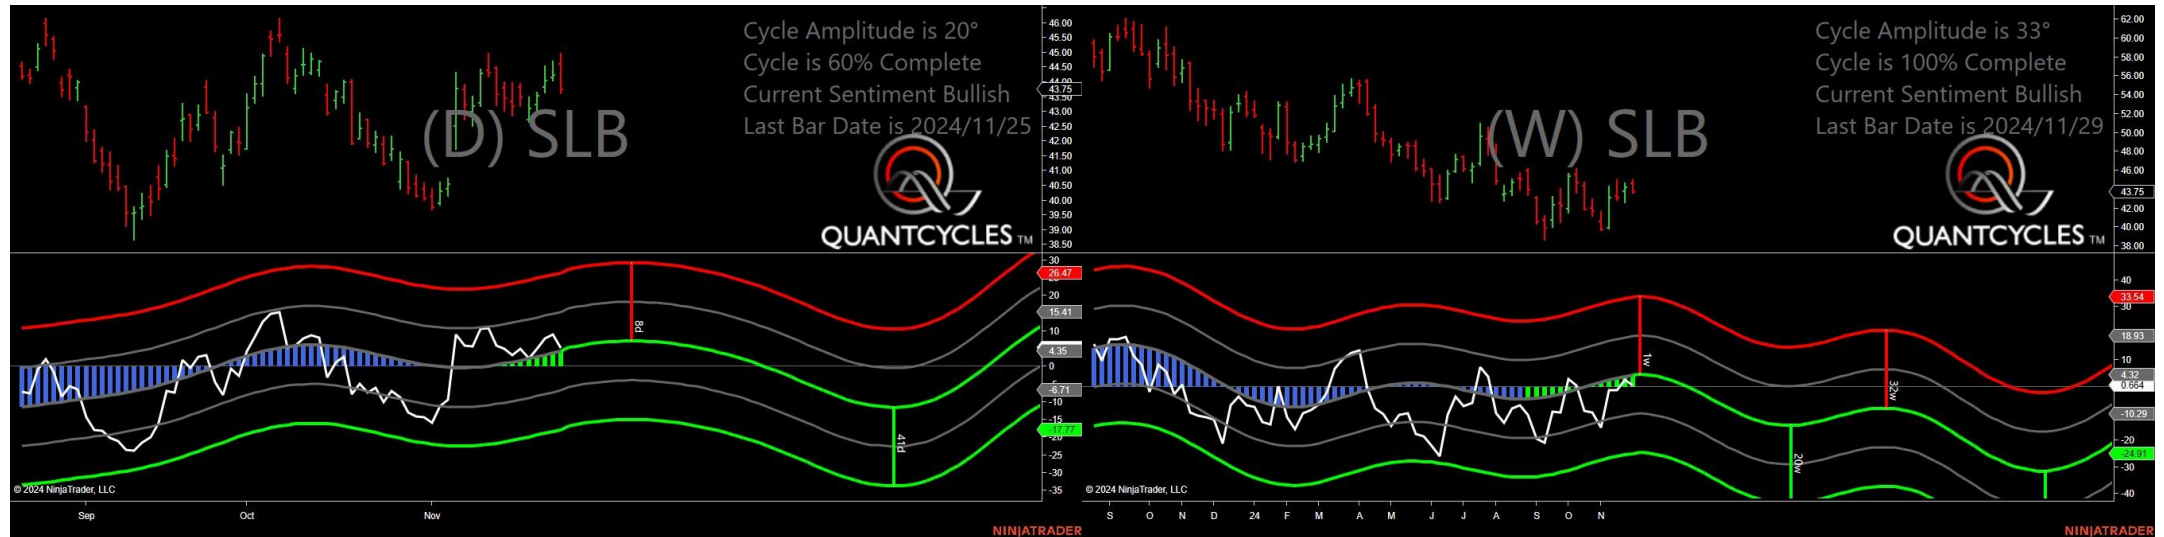 Cycle Amplitude is 20°
Cycle is 60% Complete
Current Sentiment Bullish
Last Bar Date is 2024/11/25
(D) SLB
QUANTCYCLES TM
46.00
45.50
45.00
44.50
44.00
43.75
43.50
43.00
42.50
42.00
41.50
41.00
40.50
40.00
39.50
39.00
38.50
30
26.47
20
15.41
10
4.35
0
-6.71
-10
-15
-17.77
-20
-25
-30
-35
8d
41d
© 2024 NinjaTrader, LLC
Sep
Oct
Nov
NINJATRADER
Cycle Amplitude is 33°
Cycle is 100% Complete
Current Sentiment Bullish
Last Bar Date is 2024/11/29
(W) SLB
QUANTCYCLES TM
62.00
60.00
58.00
56.00
54.00
52.00
50.00
48.00
46.00
43.75
42.00
40.00
38.00
40
33.54
30
18.93
10
4.32
0.664
-10.29
-20
-24.91
-30
-40
1w
20w
32w
© 2024 NinjaTrader, LLC
S O N D 24 F M A M J J A S O N
NINJATRADER